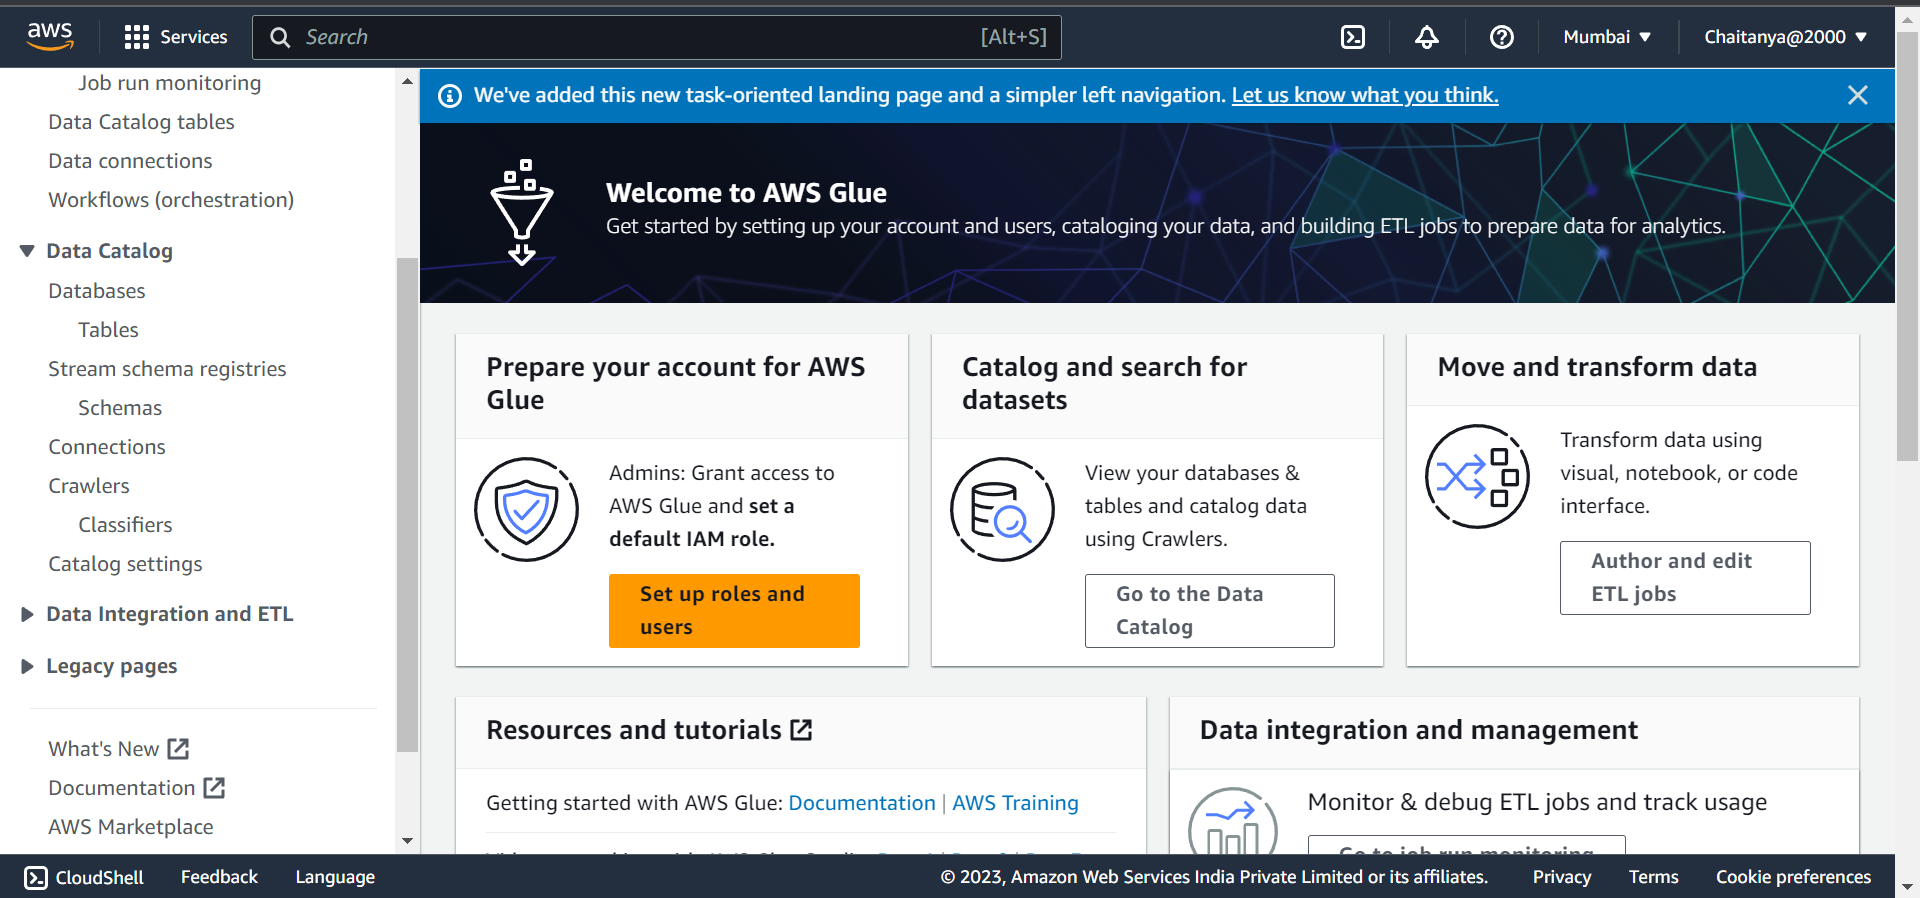 aws
Services
Search
[Alt+S]
Mumbai ▼
Chaitanya@2000 ▼
Job run monitoring
Data Catalog tables
Data connections
Workflows (orchestration)
Data Catalog
Databases
Tables
Stream schema registries
Schemas
Connections
Crawlers
Classifiers
Catalog settings
Data Integration and ETL
Legacy pages
What's New
Documentation
AWS Marketplace
We've added this new task-oriented landing page and a simpler left navigation. Let us know what you think.
Welcome to AWS Glue
Get started by setting up your account and users, cataloging your data, and building ETL jobs to prepare data for analytics.
Prepare your account for AWS
Glue
Admins: Grant access to
AWS Glue and set a
default IAM role.
Set up roles and
users
Catalog and search for
datasets
View your databases &
tables and catalog data
using Crawlers.
Go to the Data
Catalog
Move and transform data
Transform data using
visual, notebook, or code
interface.
Author and edit
ETL jobs
Resources and tutorials
Getting started with AWS Glue: Documentation | AWS Training
Data integration and management
Monitor & debug ETL jobs and track usage
Go to job run monitoring
CloudShell
Feedback
Language
© 2023, Amazon Web Services India Private Limited or its affiliates.
Privacy
Terms
Cookie preferences